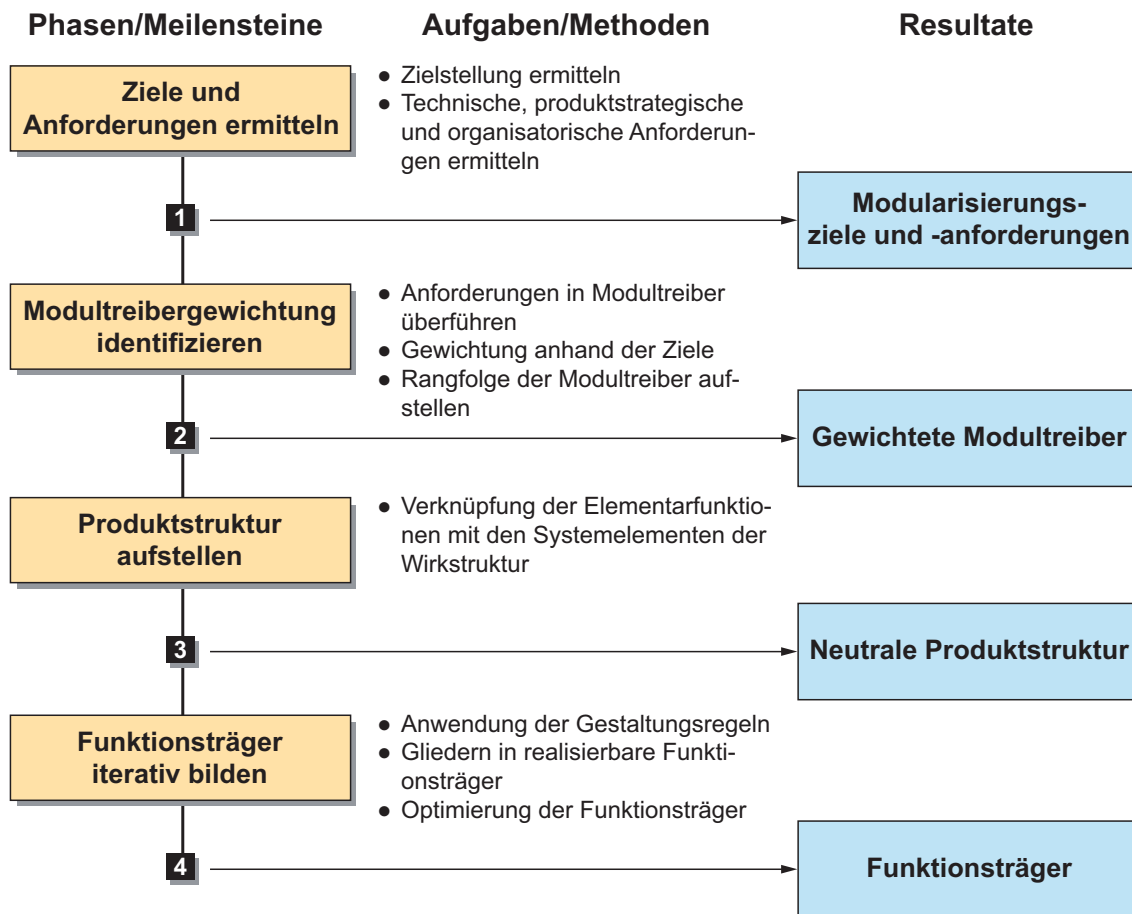 Phasen/Meilensteine
Aufgaben/Methoden
Resultate
Ziele und
Anforderungen ermitteln
● Zielstellung ermitteln
● Technische, produktstrategische
und organisatorische Anforderun-
gen ermitteln
1
Modularisierungs-
ziele und -anforderungen
Modultreibergewichtung
identifizieren
● Anforderungen in Modultreiber
überführen
● Gewichtung anhand der Ziele
● Rangfolge der Modultreiber auf-
stellen
2
Gewichtete Modultreiber
Produktstruktur
aufstellen
● Verknüpfung der Elementarfunktio-
nen mit den Systemelementen der
Wirkstruktur
3
Neutrale Produktstruktur
Funktionsträger
iterativ bilden
● Anwendung der Gestaltungsregeln
● Gliedern in realisierbare Funkti-
onsträger
● Optimierung der Funktionsträger
4
Funktionsträger